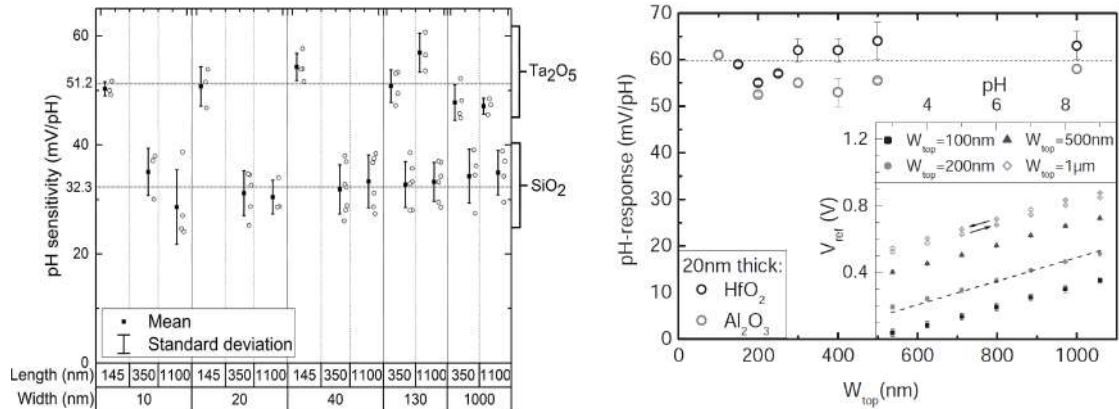 60
51.2
40
32.3
20
0
pH sensitivity (mV/pH)
Ta2O5
SiO2
Mean
Standard deviation
Length (nm) 145 350 1100 145 350 1100 145 350 1100 350 1100 350 1100
Width (nm) 10 20 40 130 1000
70
60
50
40
30
20
10
0
pH-response (mV/pH)
20nm thick:
HfO2
Al2O3
pH
4 6 8
Wtop=100nm Wtop=500nm
Wtop=200nm Wtop=1µm
1.2
0.8
0.4
Vref (V)
0 200 400 600 800 1000
Wtop(nm)